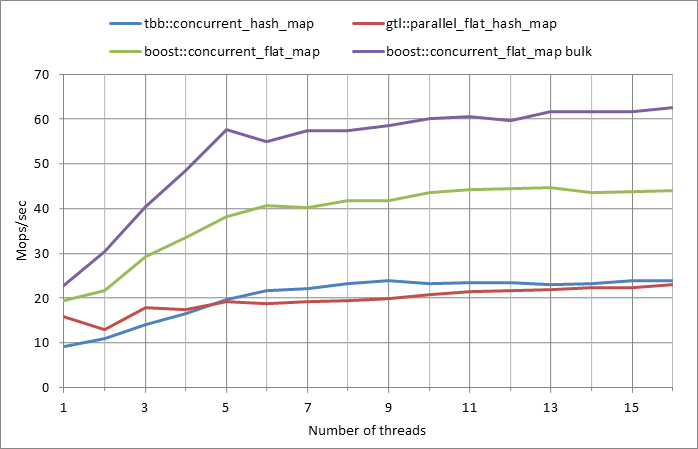 tbb::concurrent_hash_map gtl::parallel_flat_hash_map
boost::concurrent_flat_map boost::concurrent_flat_map bulk
70
60
50
40
30
20
10
0
Mops/sec
1 3 5 7 9 11 13 15
Number of threads